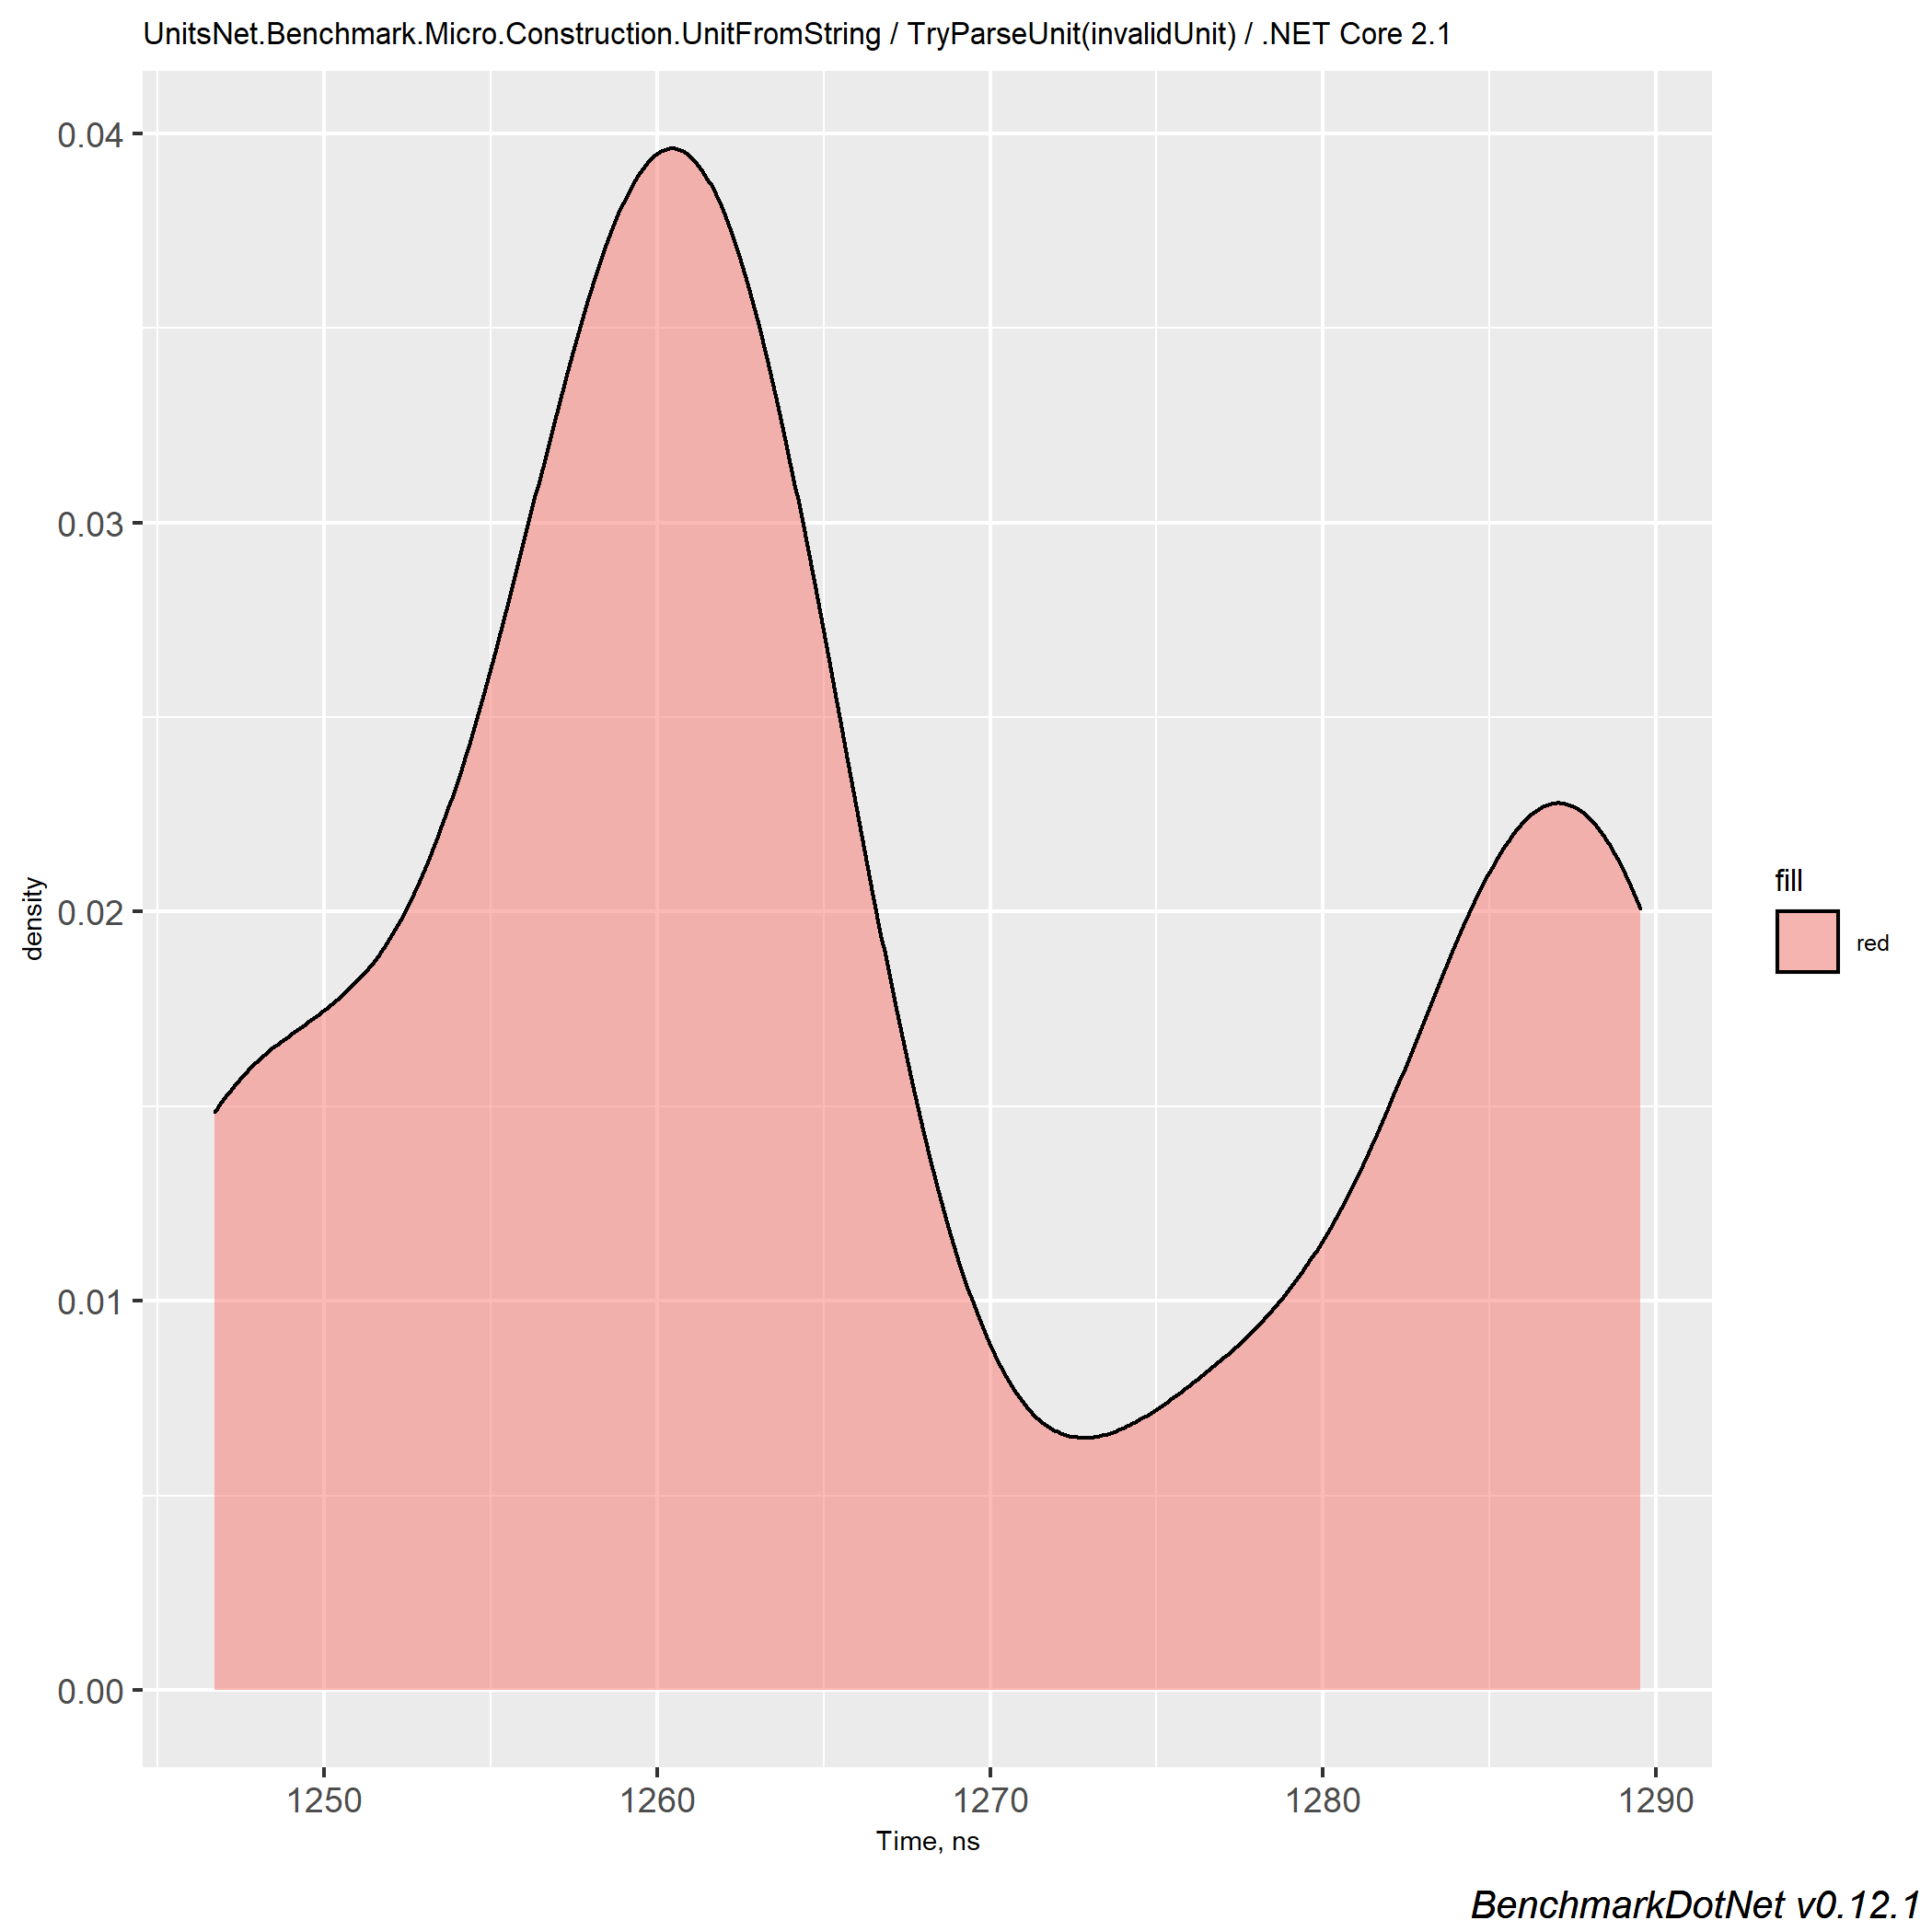 UnitsNet.Benchmark.Micro.Construction.UnitFromString / TryParseUnit(invalidUnit) / .NET Core 2.1
0.04
0.03
0.02
0.01
0.00
density
1250 1260 1270 1280 1290
Time, ns
fill
red
BenchmarkDotNet v0.12.1